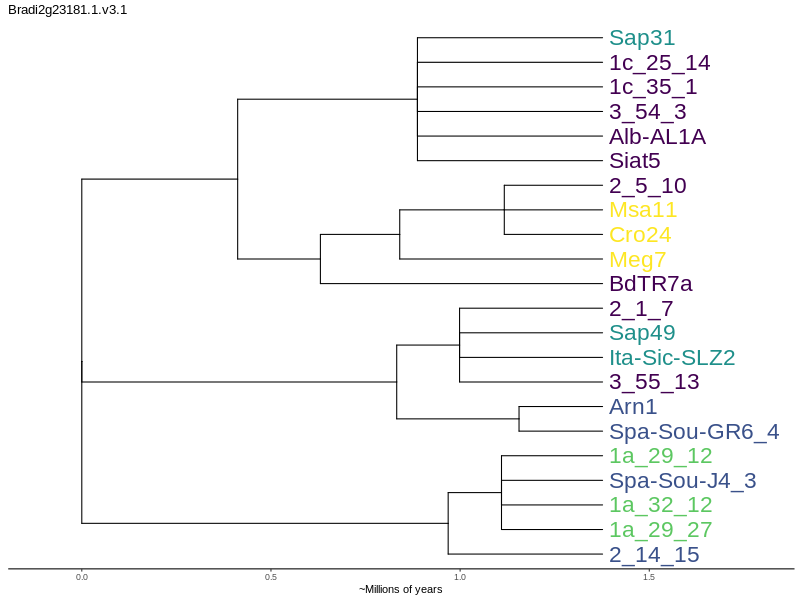 Bradi2g23181.1.v3.1
Sap31
1c_25_14
1c_35_1
3_54_3
Alb-AL1A
Siat5
2_5_10
Msa11
Cro24
Meg7
BdTR7a
2_1_7
Sap49
Ita-Sic-SLZ2
3_55_13
Arn1
Spa-Sou-GR6_4
1a_29_12
Spa-Sou-J4_3
1a_32_12
1a_29_27
2_14_15
0.0 0.5 1.0 1.5
~Millions of years